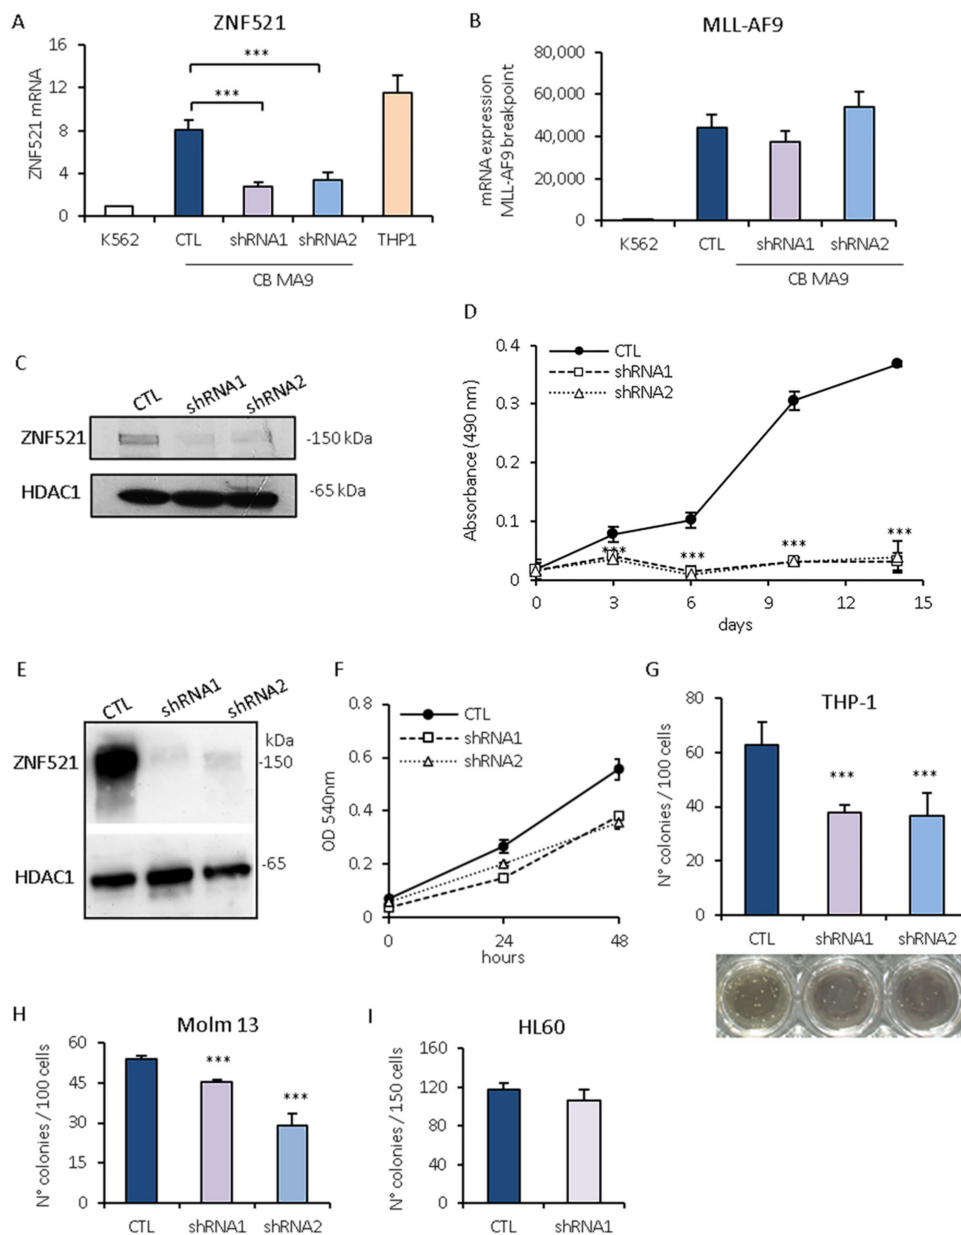 A
ZNF521
ZNF521 mRNA
16
12
8
4
0
***
***
K562
CTL
shRNA1
shRNA2
THP1
CB MA9
B
MLL-AF9
mRNA expression
MLL-AF9 breakpoint
80,000
60,000
40,000
20,000
0
K562
CTL
shRNA1
shRNA2
CB MA9
C
CTL
shRNA1
shRNA2
ZNF521
-150 kDa
HDAC1
-65 kDa
D
CTL
shRNA1
shRNA2
Absorbance (490 nm)
0.4
0.3
0.2
0.1
0
***
***
***
***
0
3
6
9
12
15
days
E
CTL
shRNA1
shRNA2
kDa
ZNF521
-150
HDAC1
-65
F
CTL
shRNA1
shRNA2
OD 540nm
0.8
0.6
0.4
0.2
0
0
24
48
hours
G
THP-1
N° colonies / 100 cells
80
60
40
20
0
***
***
CTL
shRNA1
shRNA2
H
Molm 13
N° colonies / 100 cells
60
45
30
15
0
***
***
CTL
shRNA1
shRNA2
I
HL60
N° colonies / 150 cells
160
120
80
40
0
CTL
shRNA1